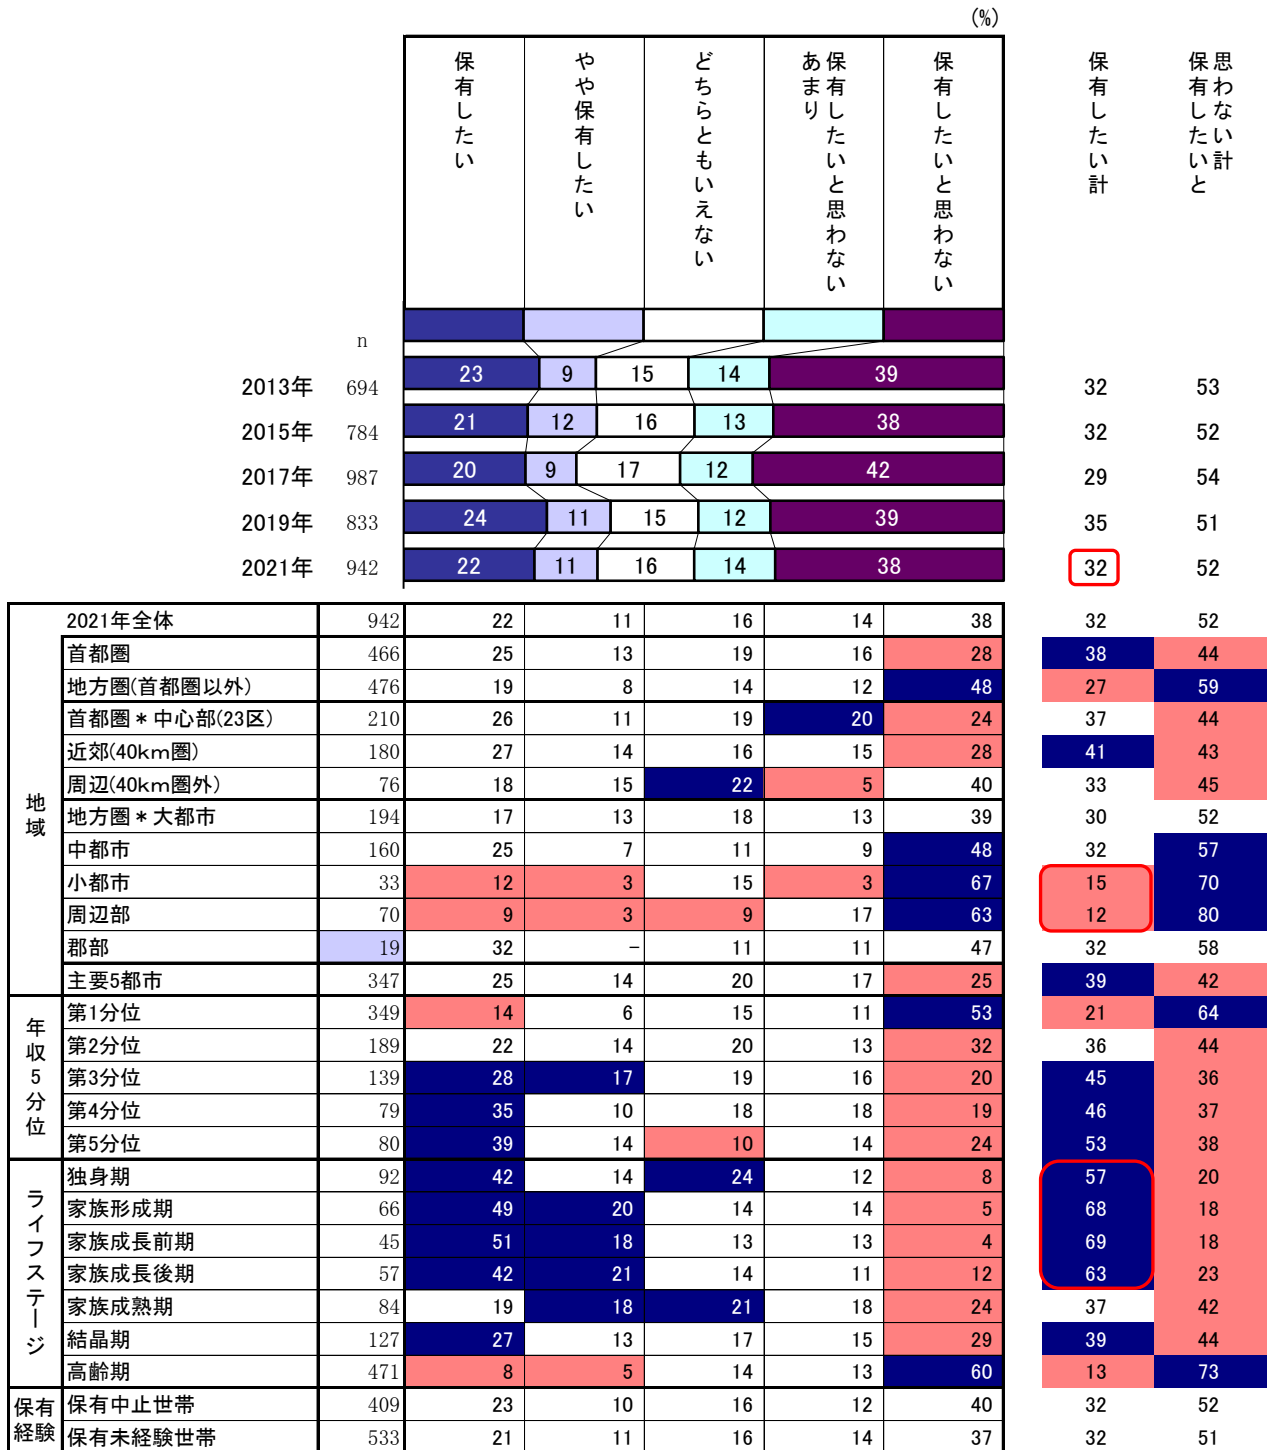 (%)
保有したい
やや保有したい
どちらともいえない
あまり
保有したいと思わない
保有したいと思わない
保有したい計
保有したいと
思わない計
n
2013年 694 23 9 15 14 39 32 53
2015年 784 21 12 16 13 38 32 52
2017年 987 20 9 17 12 42 29 54
2019年 833 24 11 15 12 39 35 51
2021年 942 22 11 16 14 38 32 52
2021年全体 942 22 11 16 14 38 32 52
地域
首都圏 466 25 13 19 16 28 38 44
地方圏(首都圏以外) 476 19 8 14 12 48 27 59
首都圏*中心部(23区) 210 26 11 19 20 24 37 44
近郊(40km圏) 180 27 14 16 15 28 41 43
周辺(40km圏外) 76 18 15 22 5 40 33 45
地方圏*大都市 194 17 13 18 13 39 30 52
中都市 160 25 7 11 9 48 32 57
小都市 33 12 3 15 3 67 15 70
周辺部 70 9 3 9 17 63 12 80
郡部 19 32 - 11 11 47 32 58
主要5都市 347 25 14 20 17 25 39 42
年収5分位
第1分位 349 14 6 15 11 53 21 64
第2分位 189 22 14 20 13 32 36 44
第3分位 139 28 17 19 16 20 45 36
第4分位 79 35 10 18 18 19 46 37
第5分位 80 39 14 10 14 24 53 38
ライフステージ
独身期 92 42 14 24 12 8 57 20
家族形成期 66 49 20 14 14 5 68 18
家族成長前期 45 51 18 13 13 4 69 18
家族成長後期 57 42 21 14 11 12 63 23
家族成熟期 84 19 18 21 18 24 37 42
結晶期 127 27 13 17 15 29 39 44
高齢期 471 8 5 14 13 60 13 73
保有
経験
保有中止世帯 409 23 10 16 12 40 32 52
保有未経験世帯 533 21 11 16 14 37 32 51